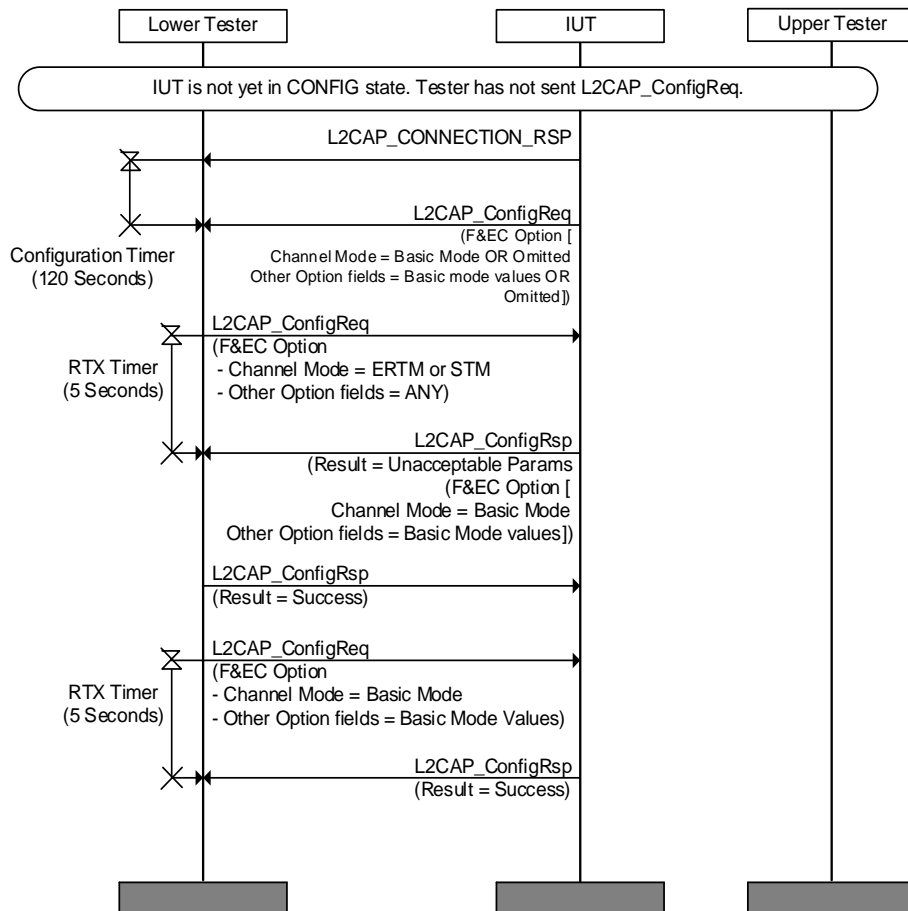 Lower Tester
IUT
Upper Tester
IUT is not yet in CONFIG state. Tester has not sent L2CAP_ConfigReq.
L2CAP_CONNECTION_RSP
L2CAP_ConfigReq
(F&EC Option [
Channel Mode = Basic Mode OR Omitted
Other Option fields = Basic mode values OR
Omitted])
Configuration Timer
(120 Seconds)
L2CAP_ConfigReq
(F&EC Option
- Channel Mode = ERTM or STM
- Other Option fields = ANY)
RTX Timer
(5 Seconds)
L2CAP_ConfigRsp
(Result = Unacceptable Params
(F&EC Option [
Channel Mode = Basic Mode
Other Option fields = Basic Mode values])
L2CAP_ConfigRsp
(Result = Success)
L2CAP_ConfigReq
(F&EC Option
- Channel Mode = Basic Mode
- Other Option fields = Basic Mode Values)
RTX Timer
(5 Seconds)
L2CAP_ConfigRsp
(Result = Success)